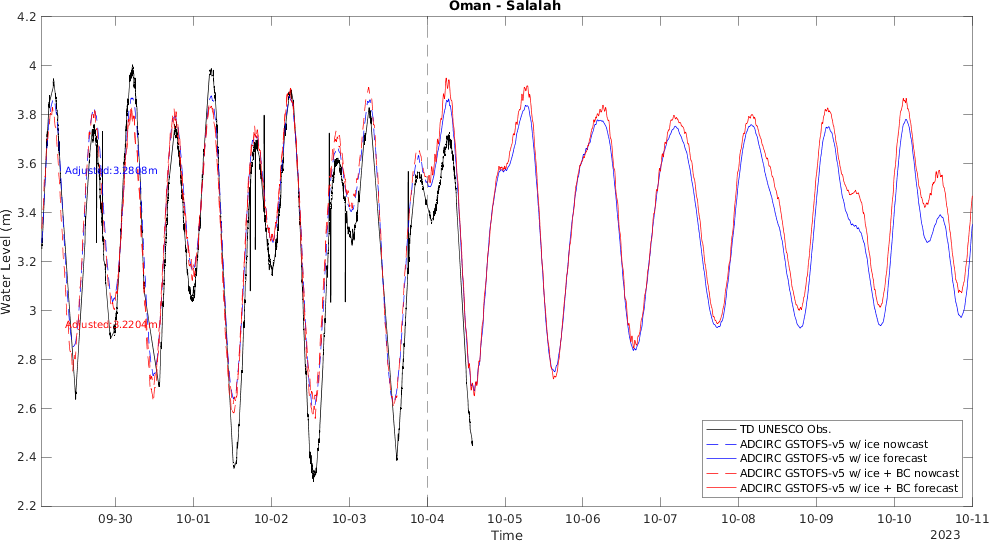 Oman - Salalah
4.2
4
3.8
3.6
3.4
3.2
3
2.8
2.6
2.4
2.2
Water Level (m)
Adjusted:3.2808m
Adjusted:3.2204m
TD UNESCO Obs.
ADCIRC GSTOFS-v5 w/ ice nowcast
ADCIRC GSTOFS-v5 w/ ice forecast
ADCIRC GSTOFS-v5 w/ ice + BC nowcast
ADCIRC GSTOFS-v5 w/ ice + BC forecast
09-30 10-01 10-02 10-03 10-04 10-05 10-06 10-07 10-08 10-09 10-10 10-11
2023
Time